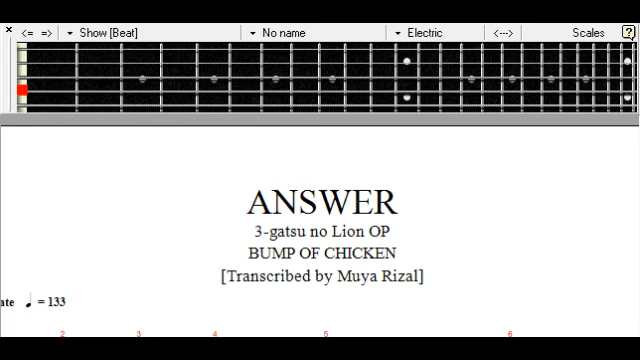 <= => Show [Beat] No name Electric <---> Scales ?
ANSWER
3-gatsu no Lion OP
BUMP OF CHICKEN
[Transcribed by Muya Rizal]
ate ♩ = 133
2 3 4 5 6